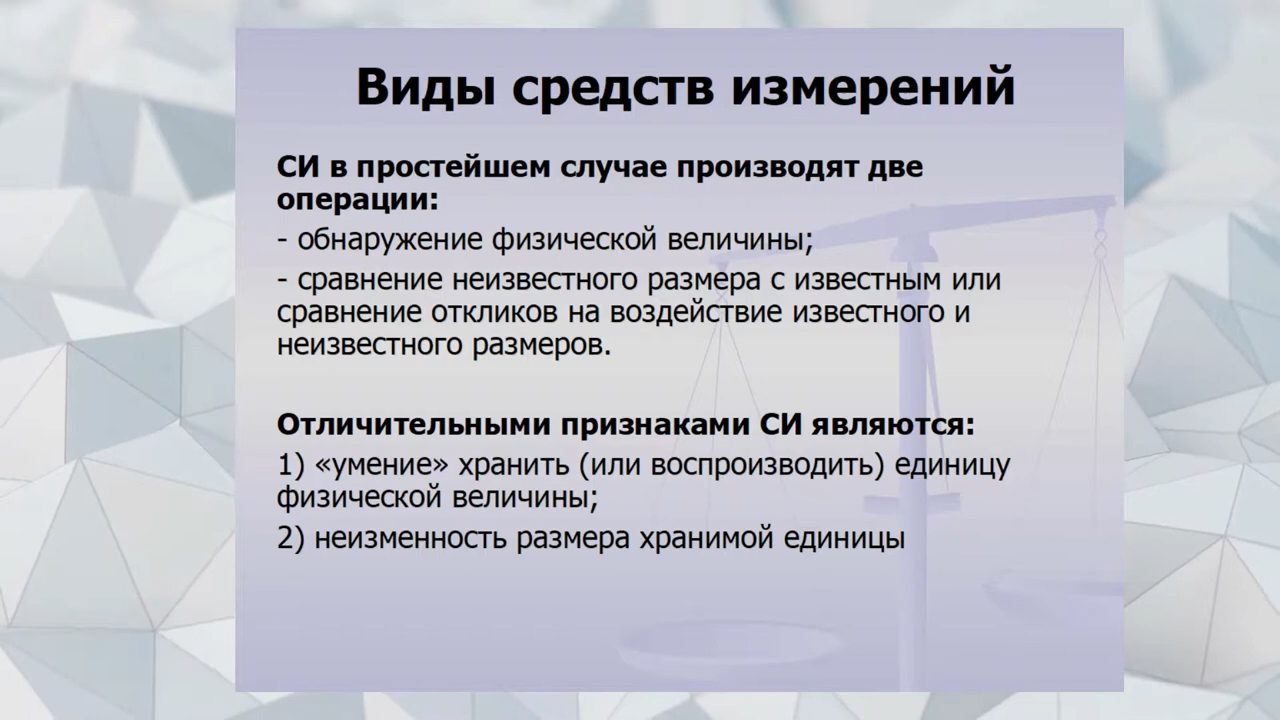 Виды средств измерений
СИ в простейшем случае производят две
операции:
- обнаружение физической величины;
- сравнение неизвестного размера с известным или
сравнение откликов на воздействие известного и
неизвестного размеров.
Отличительными признаками СИ являются:
1) «умение» хранить (или воспроизводить) единицу
физической величины;
2) неизменность размера хранимой единицы